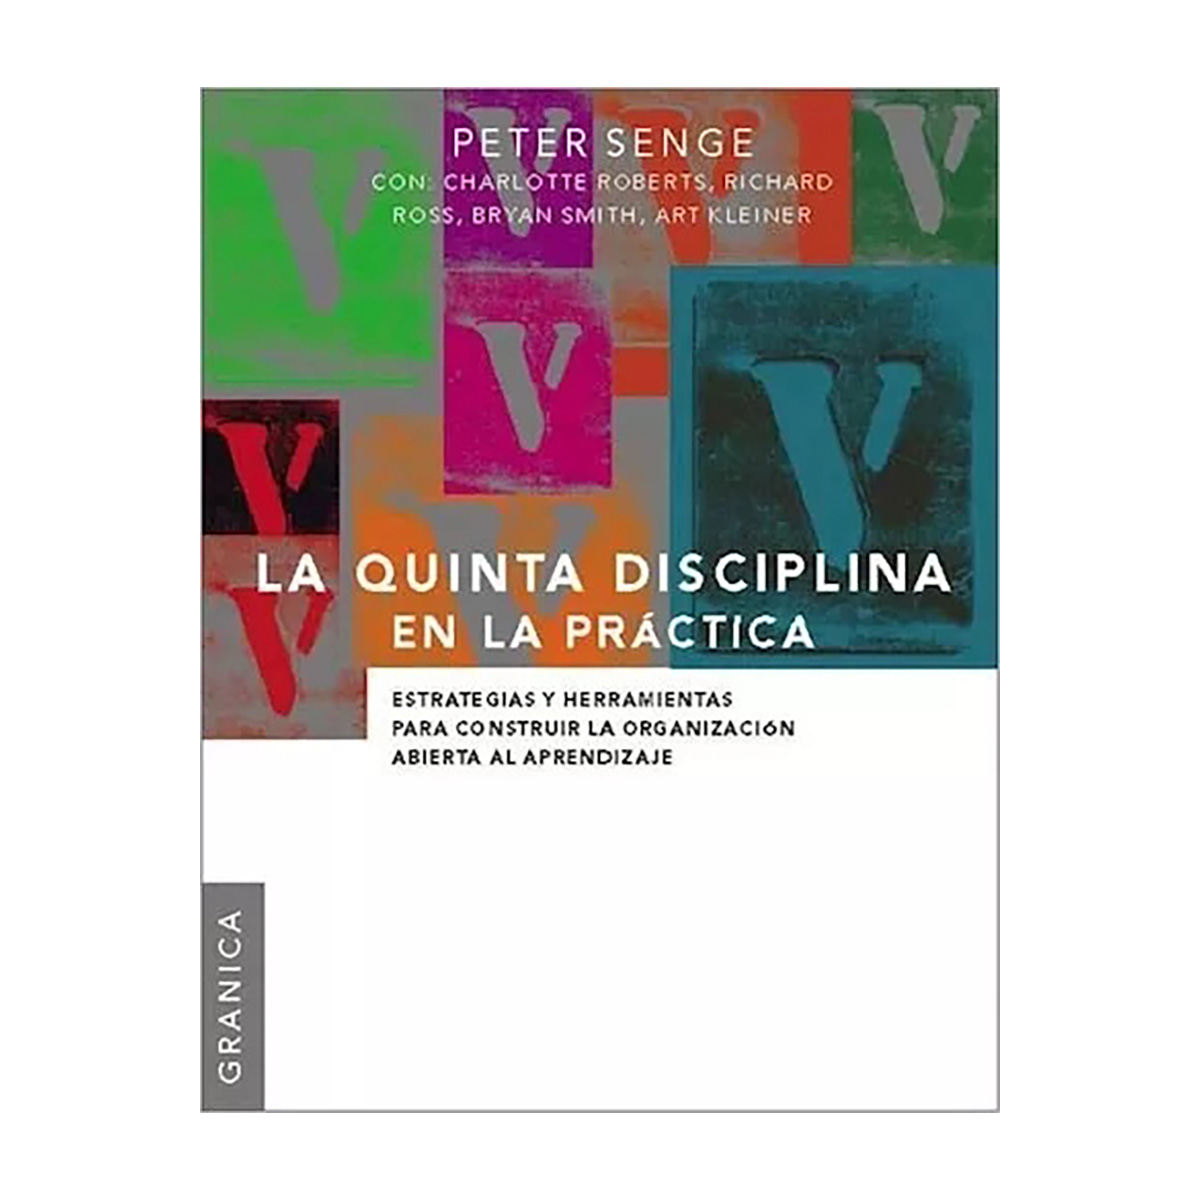 PETER SENGE
CON: CHARLOTTE ROBERTS, RICHARD
ROSS, BRYAN SMITH, ART KLEINER
V
V
V
V
V
V
V
V
V
LA QUINTA DISCIPLINA
EN LA PRÁCTICA
ESTRATEGIAS Y HERRAMIENTAS
PARA CONSTRUIR LA ORGANIZACIÓN
ABIERTA AL APRENDIZAJE
GRANICA